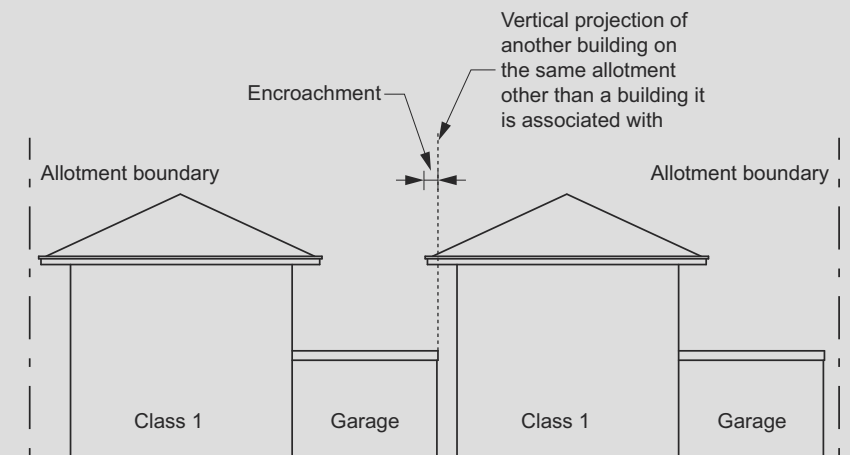 Vertical projection of
another building on
the same allotment
other than a building it
is associated with
Encroachment
Allotment boundary
Allotment boundary
Class 1
Garage
Class 1
Garage